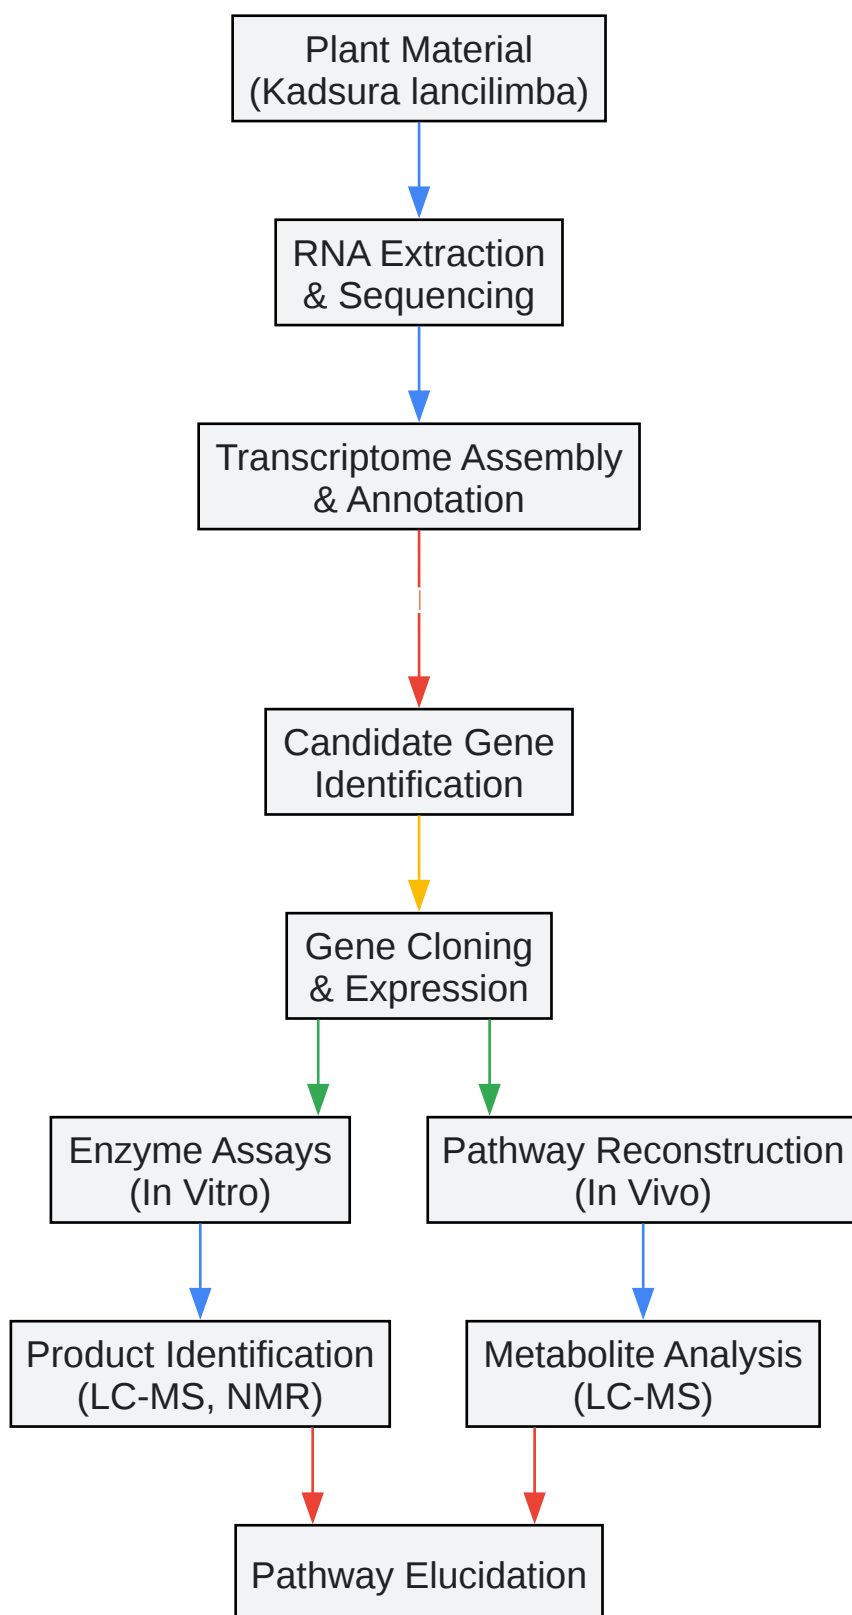 Plant Material
(Kadsura lancilimba)
RNA Extraction
& Sequencing
Transcriptome Assembly
& Annotation
Candidate Gene
Identification
Gene Cloning
& Expression
Enzyme Assays
(In Vitro)
Pathway Reconstruction
(In Vivo)
Product Identification
(LC-MS, NMR)
Metabolite Analysis
(LC-MS)
Pathway Elucidation